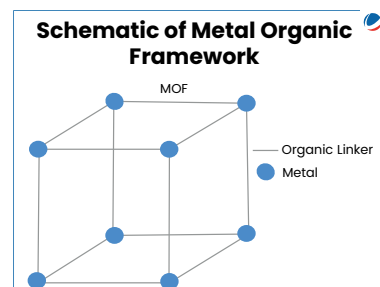 Schematic of Metal Organic
Framework
MOF
Organic Linker
Metal